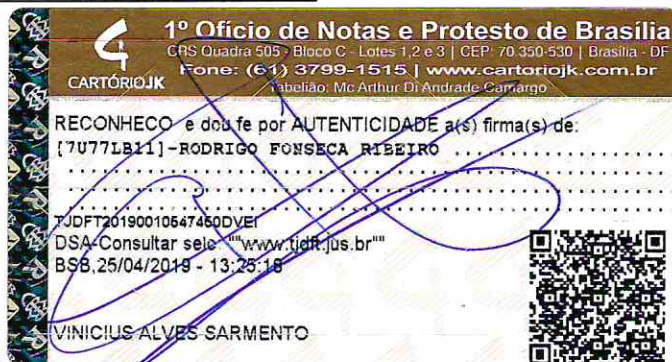 1º Ofício de Notas e Protesto de Brasília
CRS Quadra 505 - Bloco C - Lotes 1,2 e 3 | CEP: 70.350-530 | Brasília - DF
Fone: (61) 3799-1515 | www.cartoriojk.com.br
Tabelião: Mc Arthur Di Andrade Camargo
CARTÓRIOJK
RECONHECO e dou fe por AUTENTICIDADE a(s) firma(s) de:
[7U77LB11]-RODRIGO FONSECA RIBEIRO
TJDFT20190010547450DVEI
DSA-Consultar selo: ""www.tjdft.jus.br""
BSB,25/04/2019 - 13:25:18
VINICIUS ALVES SARMENTO